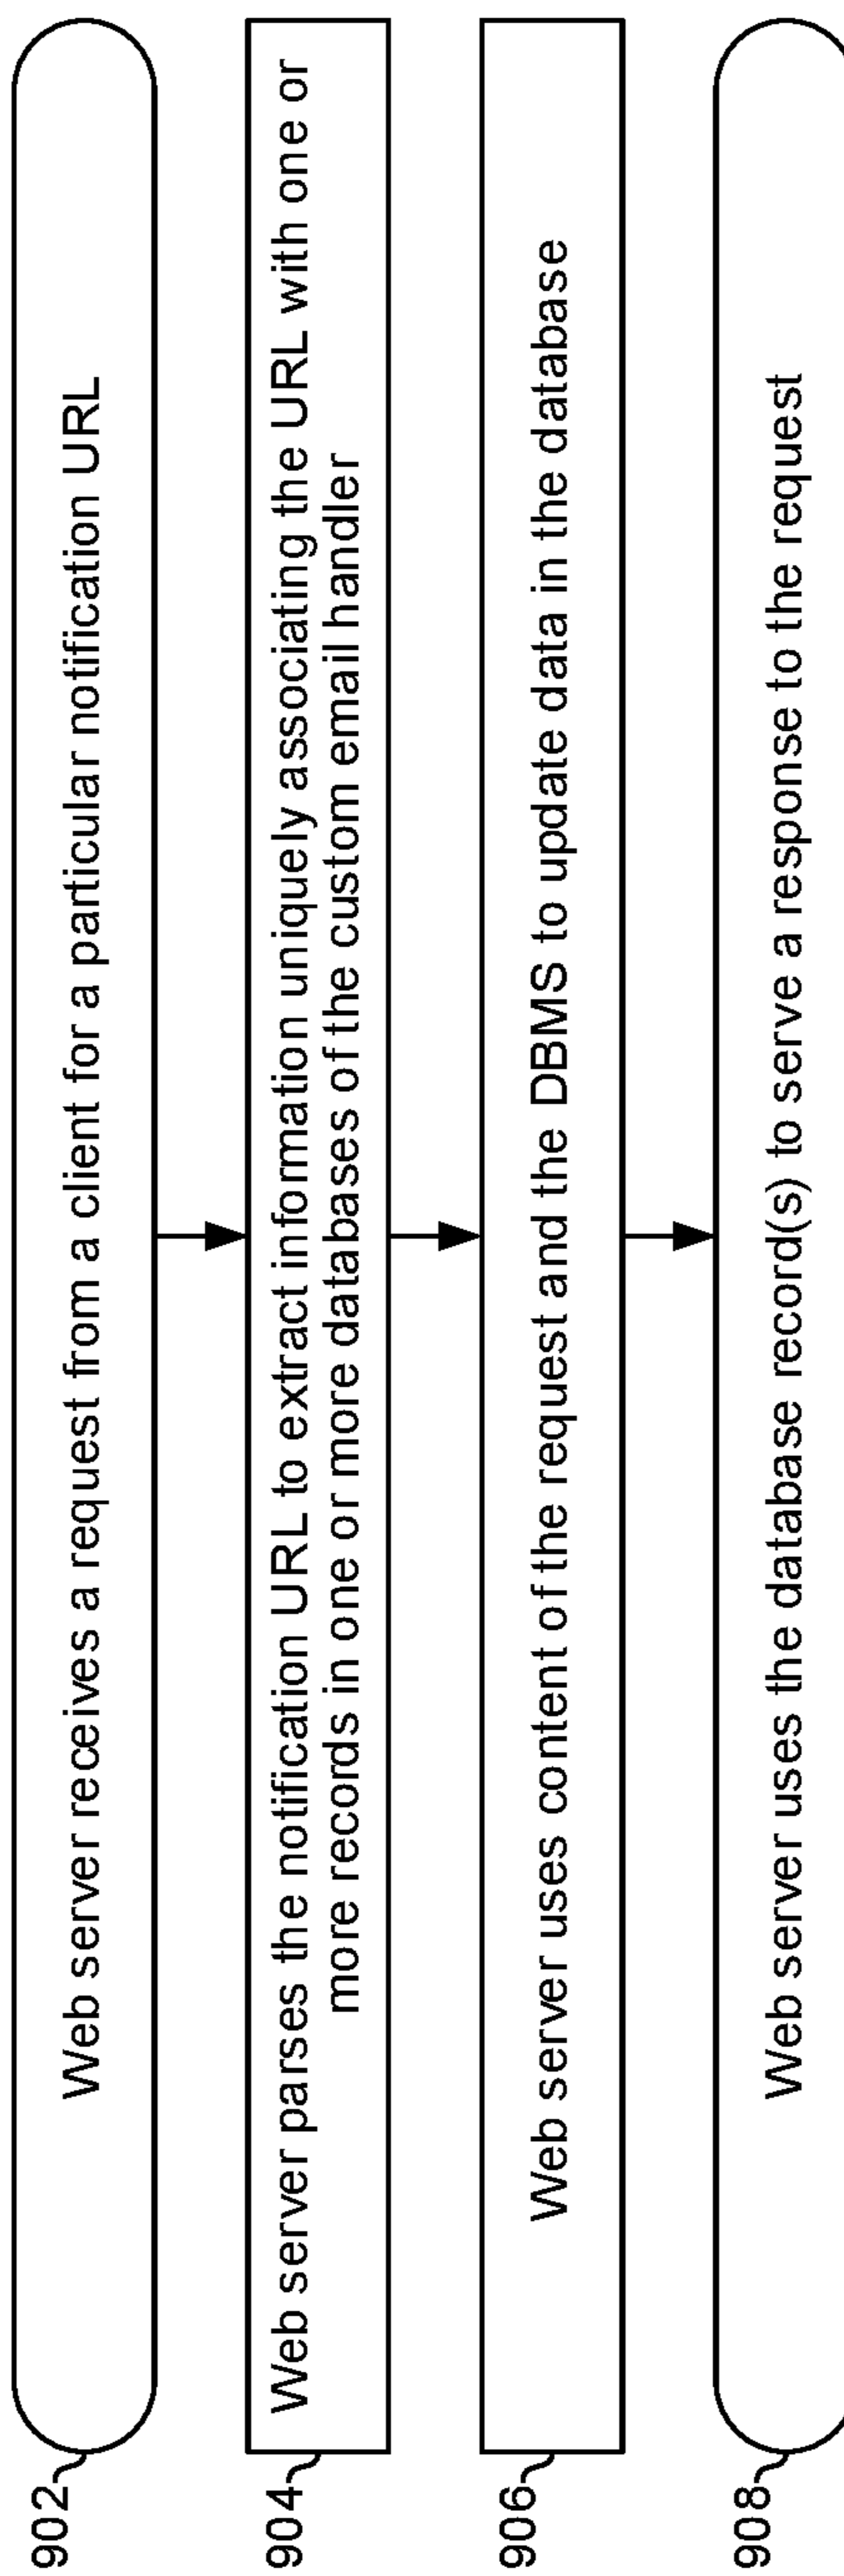 902
Web server receives a request from a client for a particular notification URL
904
Web server parses the notification URL to extract information uniquely associating the URL with one or
more records in one or more databases of the custom email handler
906
Web server uses content of the request and the DBMS to update data in the database
908
Web server uses the database record(s) to serve a response to the request